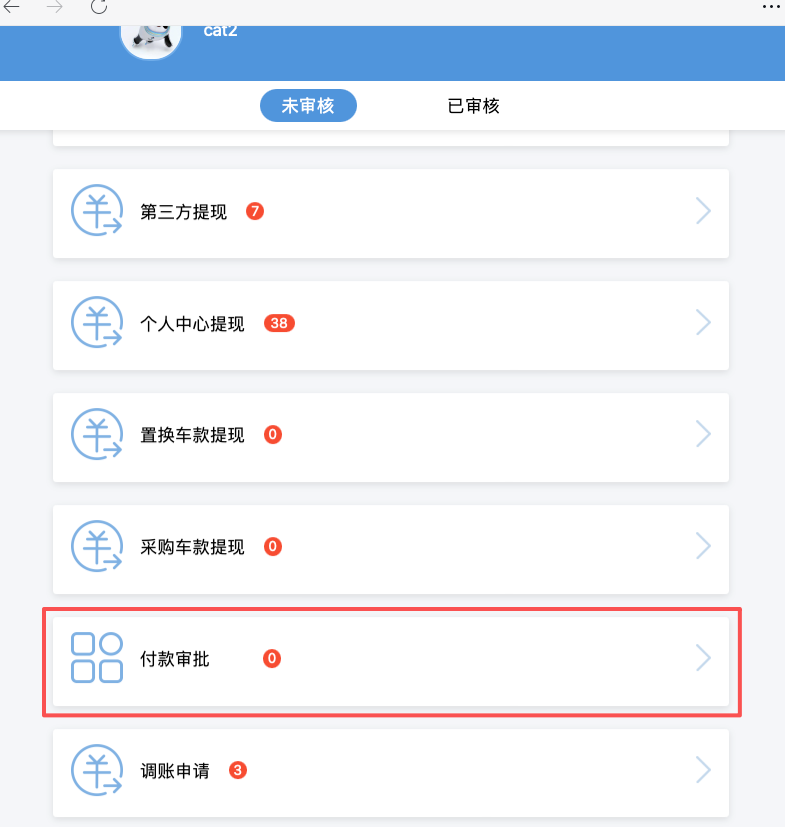 cat2
未审核
已审核
第三方提现 7
个人中心提现 38
置换车款提现 0
采购车款提现 0
付款审批 0
调账申请 3